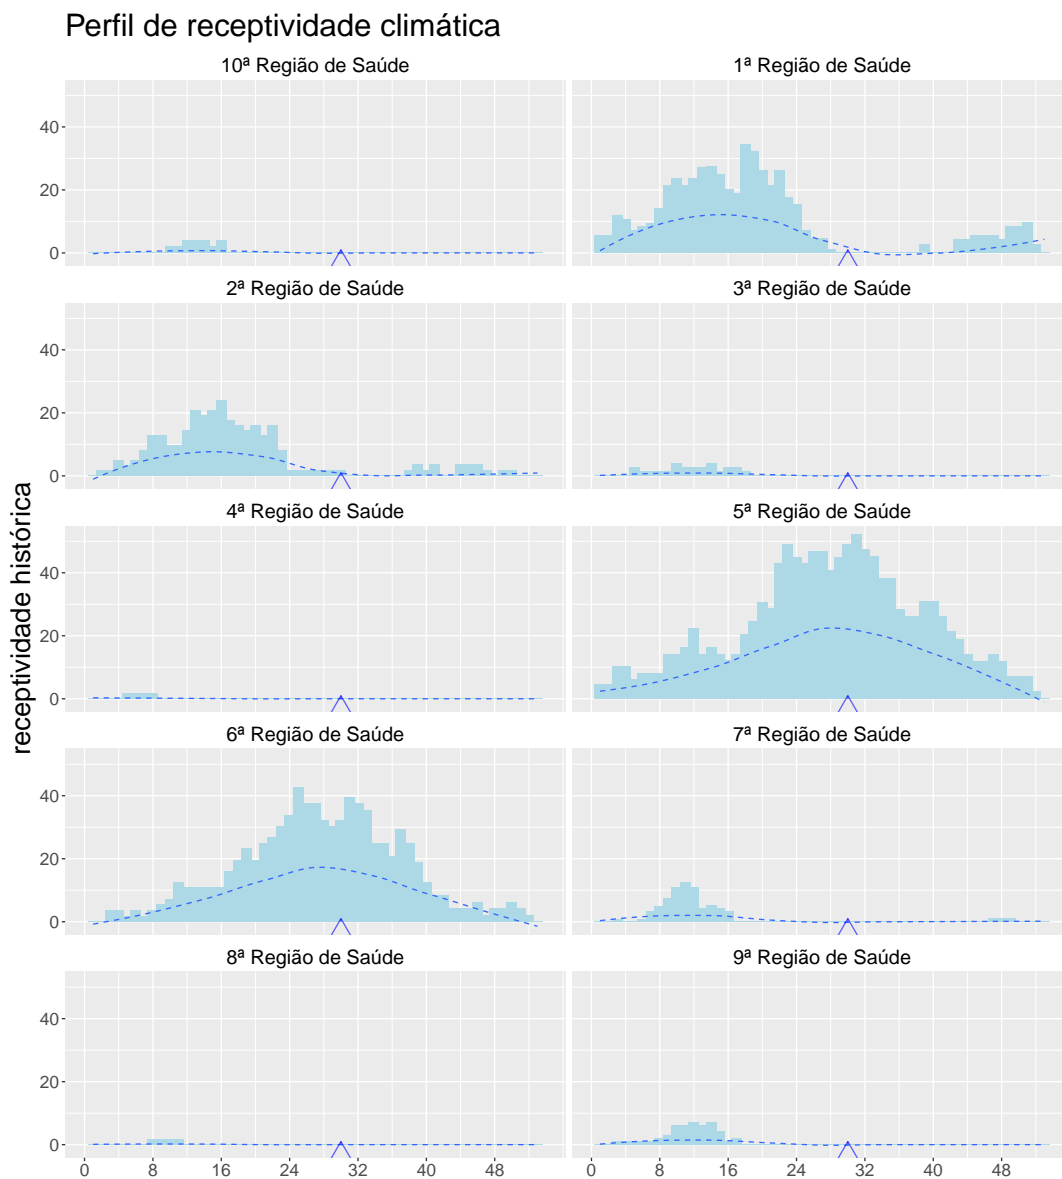 Perfil de receptividade climática
10ª Região de Saúde
1ª Região de Saúde
40
20
0
2ª Região de Saúde
3ª Região de Saúde
40
20
0
4ª Região de Saúde
5ª Região de Saúde
40
20
0
receptividade histórica
6ª Região de Saúde
7ª Região de Saúde
40
20
0
8ª Região de Saúde
9ª Região de Saúde
40
20
0
0 8 16 24 32 40 48
0 8 16 24 32 40 48